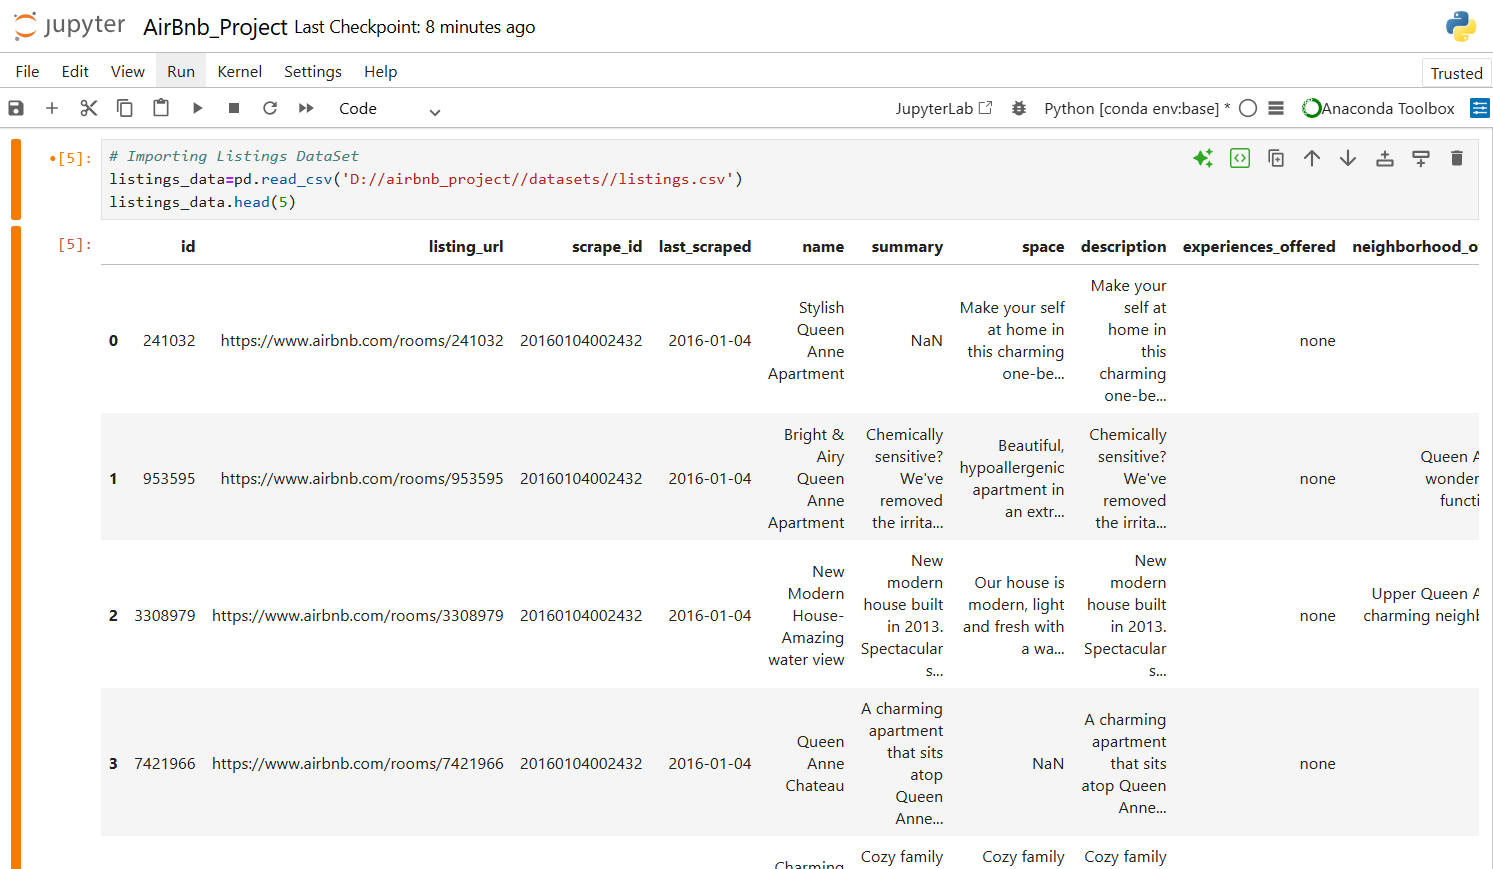 jupyter AirBnb_Project Last Checkpoint: 8 minutes ago
File Edit View Run Kernel Settings Help Trusted
Code JupyterLab Python [conda env:base] * Anaconda Toolbox
•[5]: # Importing Listings DataSet
listings_data=pd.read_csv('D://airbnb_project//datasets//listings.csv')
listings_data.head(5)
[5]: id listing_url scrape_id last_scraped name summary space description experiences_offered neighborhood_o
0 241032 https://www.airbnb.com/rooms/241032 20160104002432 2016-01-04 Stylish Queen Anne Apartment NaN Make your self at home in this charming one-be... Make your self at home in this charming one-be... none
1 953595 https://www.airbnb.com/rooms/953595 20160104002432 2016-01-04 Bright & Airy Queen Anne Apartment Chemically sensitive? We've removed the irrita... Beautiful, hypoallergenic apartment in an extr... Chemically sensitive? We've removed the irrita... none Queen A wonder functi
2 3308979 https://www.airbnb.com/rooms/3308979 20160104002432 2016-01-04 New Modern House-Amazing water view New modern house built in 2013. Spectacular s... Our house is modern, light and fresh with a wa... New modern house built in 2013. Spectacular s... none Upper Queen A charming neighb
3 7421966 https://www.airbnb.com/rooms/7421966 20160104002432 2016-01-04 Queen Anne Chateau A charming apartment that sits atop Queen Anne... NaN A charming apartment that sits atop Queen Anne... none
Charming Cozy family Cozy family Cozy family